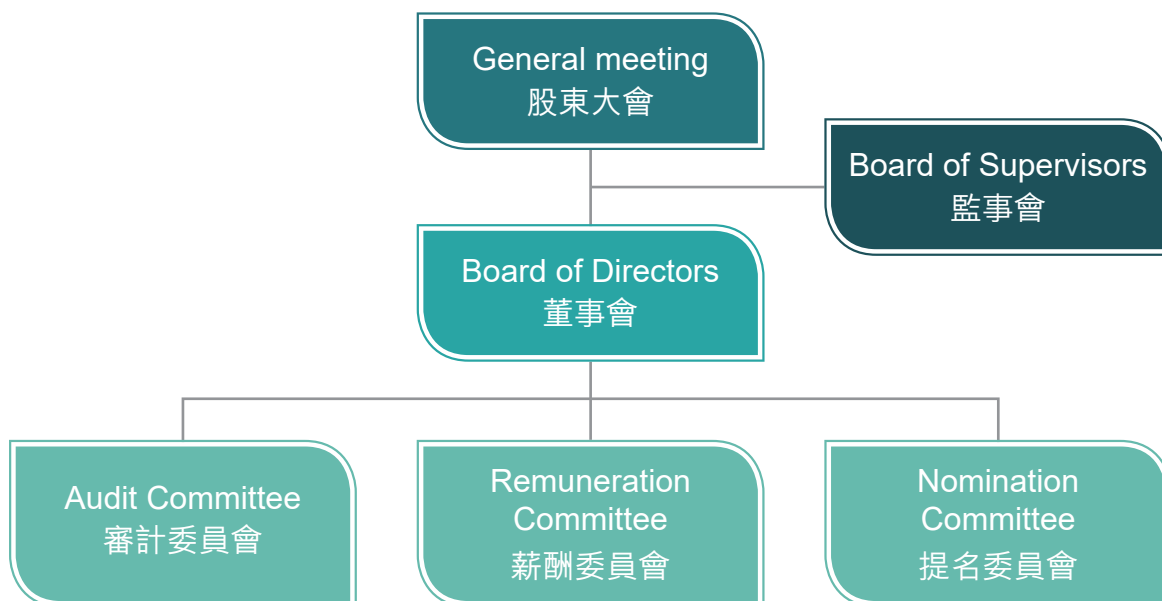 General meeting
股東大會
Board of Supervisors
監事會
Board of Directors
董事會
Audit Committee
審計委員會
Remuneration
Committee
薪酬委員會
Nomination
Committee
提名委員會